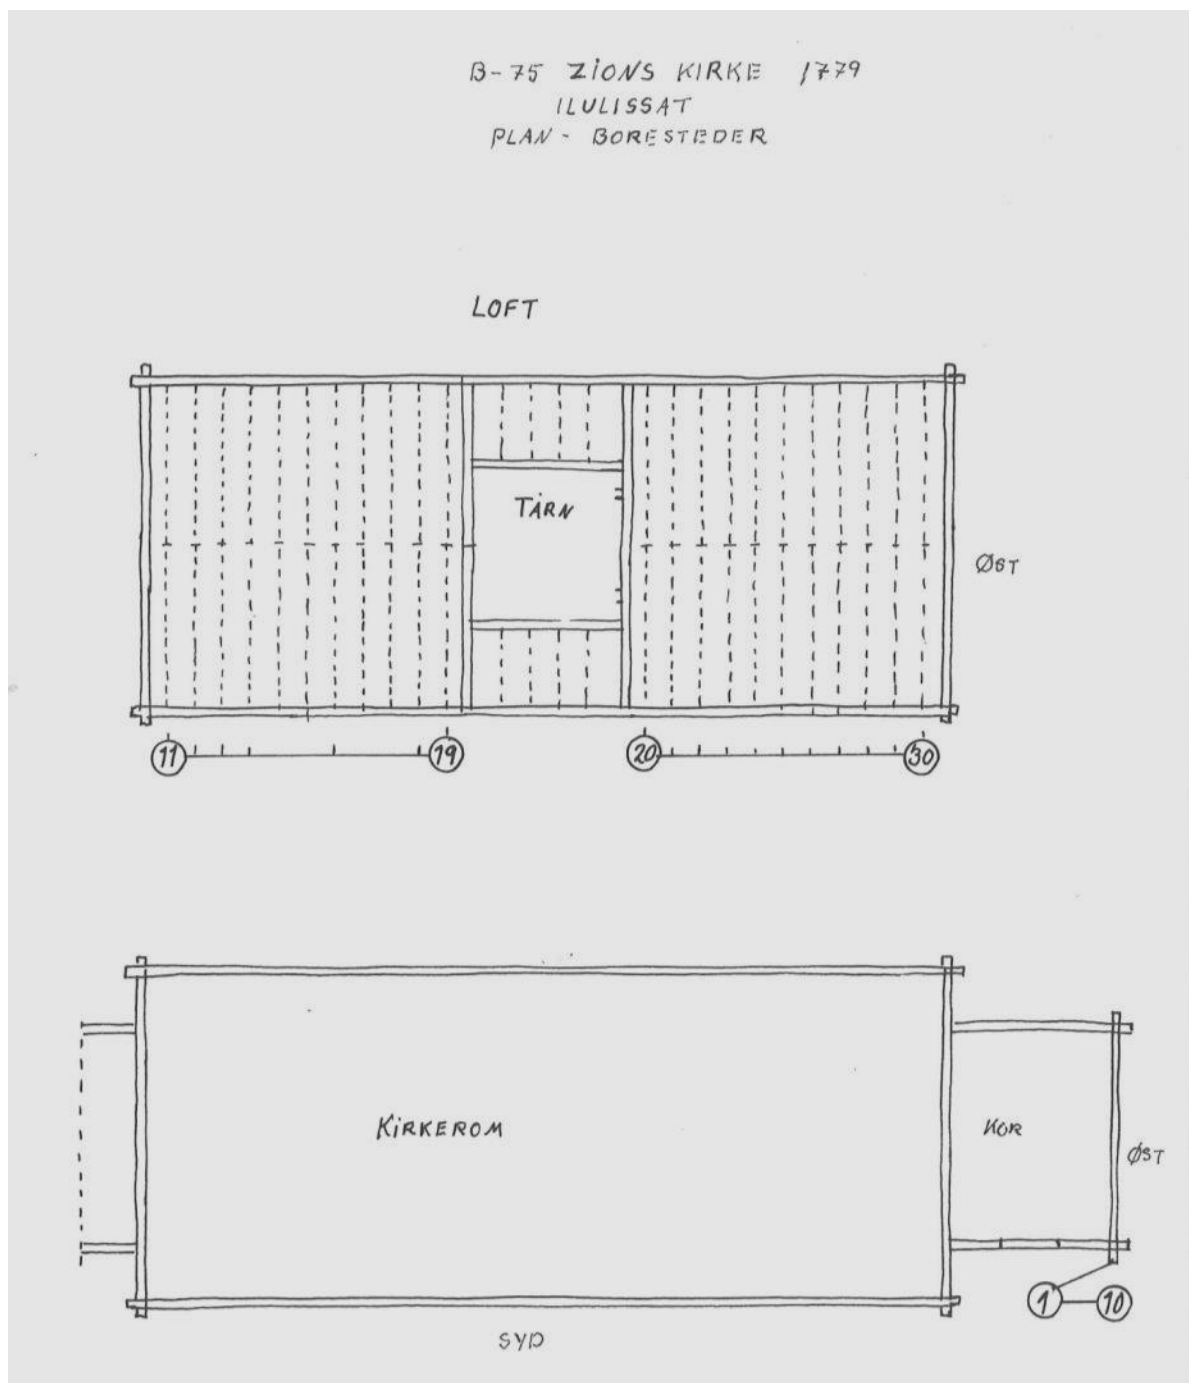 B-75 ZIONS KIRKE 1779
ILULISSAT
PLAN - BORESTEDER
LOFT
TÅRN
ØST
11 19 20 30
KIRKEROM
KOR
ØST
1 10
SYD